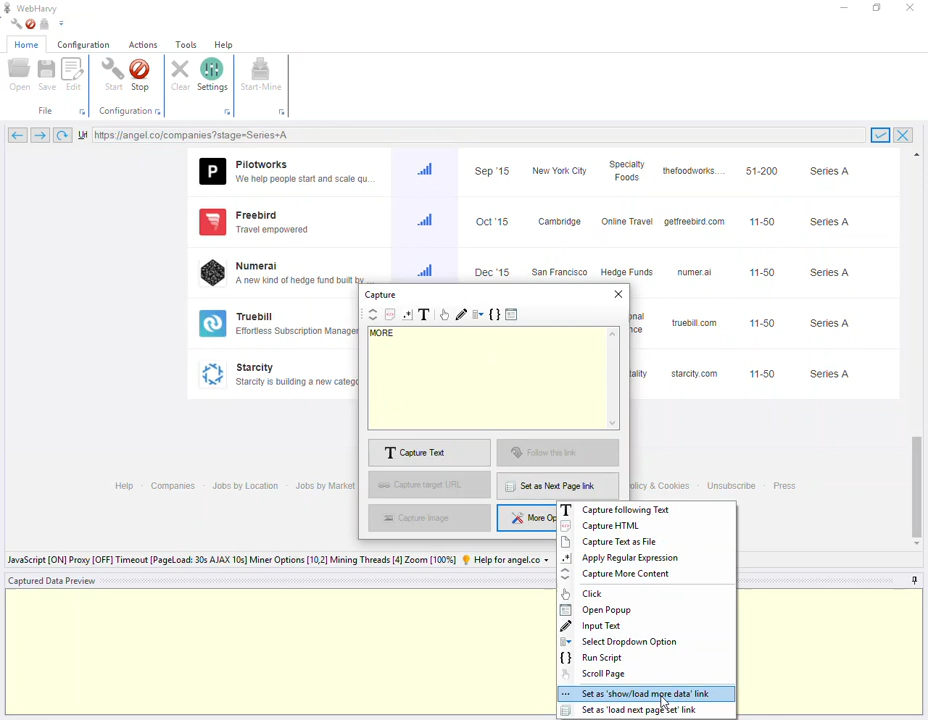 WebHarvy
Home Configuration Actions Tools Help
Open Save Edit Start Stop Clear Settings Start-Mine
File Configuration
Url https://angel.co/companies?stage=Series+A
Pilotworks
We help people start and scale qu...
Sep '15 New York City Specialty Foods thefoodworks.... 51-200 Series A
Freebird
Travel empowered
Oct '15 Cambridge Online Travel getfreebird.com 11-50 Series A
Numerai
A new kind of hedge fund built by ...
Dec '15 San Francisco Hedge Funds numer.ai 11-50 Series A
Truebill
Effortless Subscription Manager
onal
nce
truebill.com 11-50 Series A
Starcity
Starcity is building a new catego
tality starcity.com 11-50 Series A
Capture
MORE
Capture Text Follow this link
Capture target URL Set as Next Page link
Capture Image More Op
Help · Companies · Jobs by Location · Jobs by Market
olicy & Cookies · Unsubscribe · Press
Capture following Text
Capture HTML
Capture Text as File
Apply Regular Expression
Capture More Content
Click
Open Popup
Input Text
Select Dropdown Option
Run Script
Scroll Page
Set as 'show/load more data' link
Set as 'load next page set' link
JavaScript [ON] Proxy [OFF] Timeout [PageLoad: 30s AJAX 10s] Miner Options [10,2] Mining Threads [4] Zoom [100%] Help for angel.co
Captured Data Preview